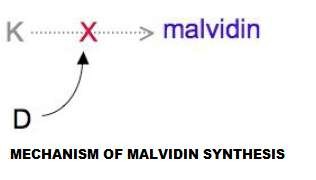 K X malvidin
D
MECHANISM OF MALVIDIN SYNTHESIS